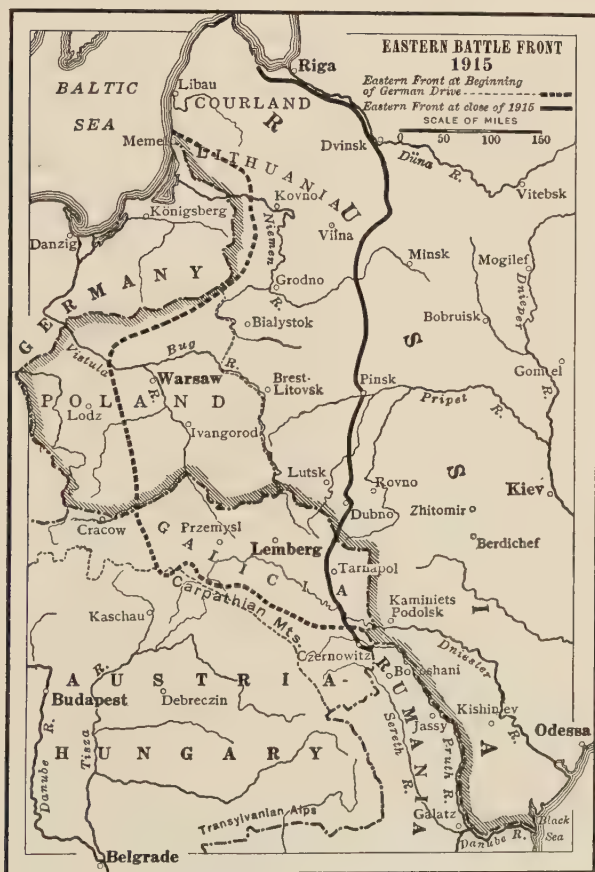 EASTERN BATTLE FRONT
1915
Eastern Front at Beginning
of German Drive
Eastern Front at close of 1915
SCALE OF MILES
0 50 100 150
BALTIC
SEA
Riga
Libau
COURLAND
Memel
LITHUANIA
Dvinsk
Düna R.
Vitebsk
Königsberg
Kovno
Niemen R.
Vilna
Danzig
Minsk
Mogilef
Dnieper R.
GERMANY
Grodno
Bialystok
Bobruisk
Gomel
Vistula R.
Bug R.
Warsaw
Brest-
Litovsk
Pinsk
Pripet R.
POLAND
Lodz
Ivangorod
Lutsk
Rovno
Kiev
Dubno
Zhitomir
Cracow
Przemysl
Lemberg
Berdichef
GALICIA
Tarnapol
Carpathian Mts.
Kaminiets
Podolsk
Kaschau
Czernowitz
Dniester R.
RUSSIA
AUSTRIA-
HUNGARY
Budapest
Debreczin
Danube R.
Tisza R.
Botoshani
Kishinev
Jassy
Odessa
RUMANIA
Sereth R.
Pruth R.
Transylvanian Alps
Galatz
Black
Sea
Danube R.
Belgrade